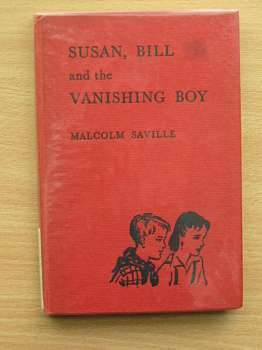 SUSAN, BILL
and the
VANISHING BOY
MALCOLM SAVILLE